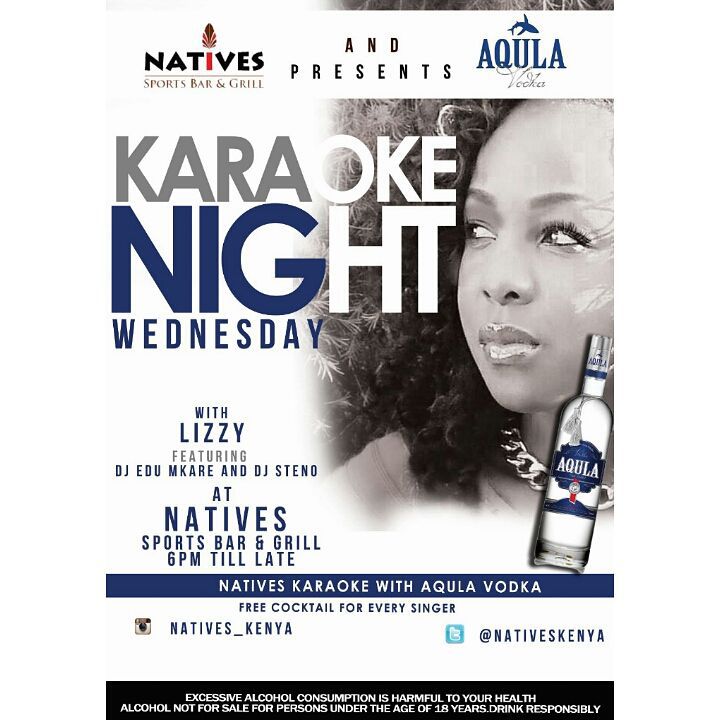 NATIVES
SPORTS BAR & GRILL
AND
PRESENTS
AQULA
Vodka
KARAOKE
NIGHT
WEDNESDAY
WITH
LIZZY
FEATURING
DJ EDU MKARE AND DJ STENO
AT
NATIVES
SPORTS BAR & GRILL
6PM TILL LATE
AQULA
AQULA
NATIVES KARAOKE WITH AQULA VODKA
FREE COCKTAIL FOR EVERY SINGER
NATIVES_KENYA
@NATIVESKENYA
EXCESSIVE ALCOHOL CONSUMPTION IS HARMFUL TO YOUR HEALTH
ALCOHOL NOT FOR SALE FOR PERSONS UNDER THE AGE OF 18 YEARS.DRINK RESPONSIBLY